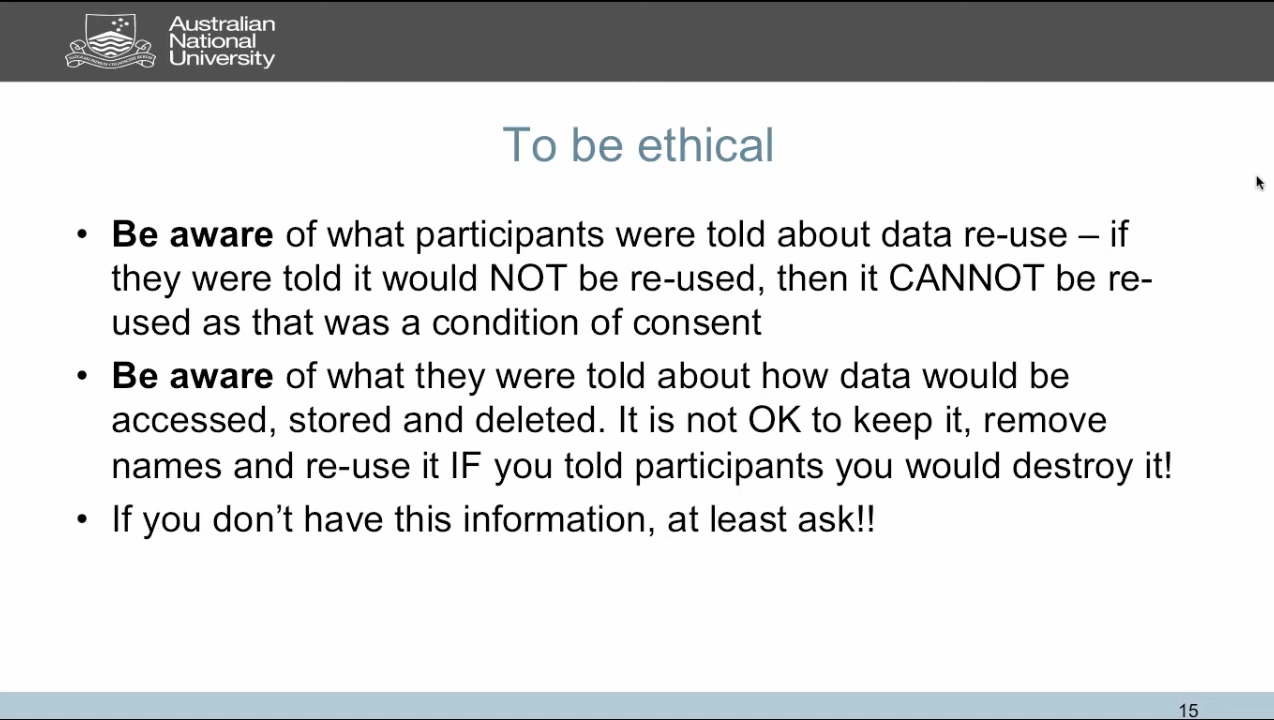 Australian
National
University
To be ethical
• Be aware of what participants were told about data re-use – if
they were told it would NOT be re-used, then it CANNOT be re-
used as that was a condition of consent
• Be aware of what they were told about how data would be
accessed, stored and deleted. It is not OK to keep it, remove
names and re-use it IF you told participants you would destroy it!
• If you don’t have this information, at least ask!!
15